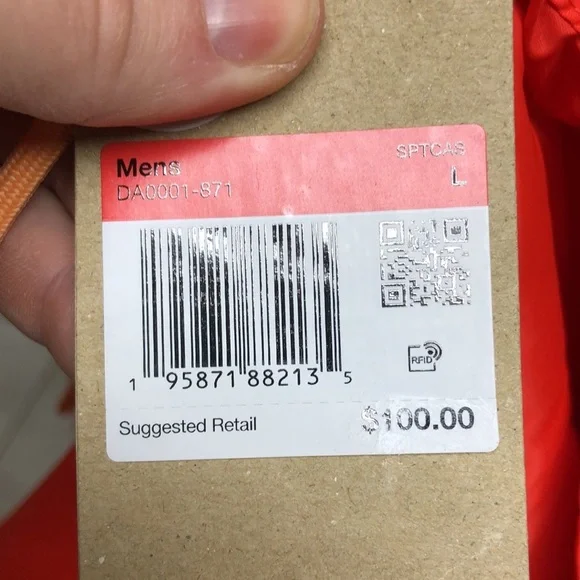 Mens
SPTCAS
DA0001-871
L
RFID
1 95871 88213 5
Suggested Retail
$100.00